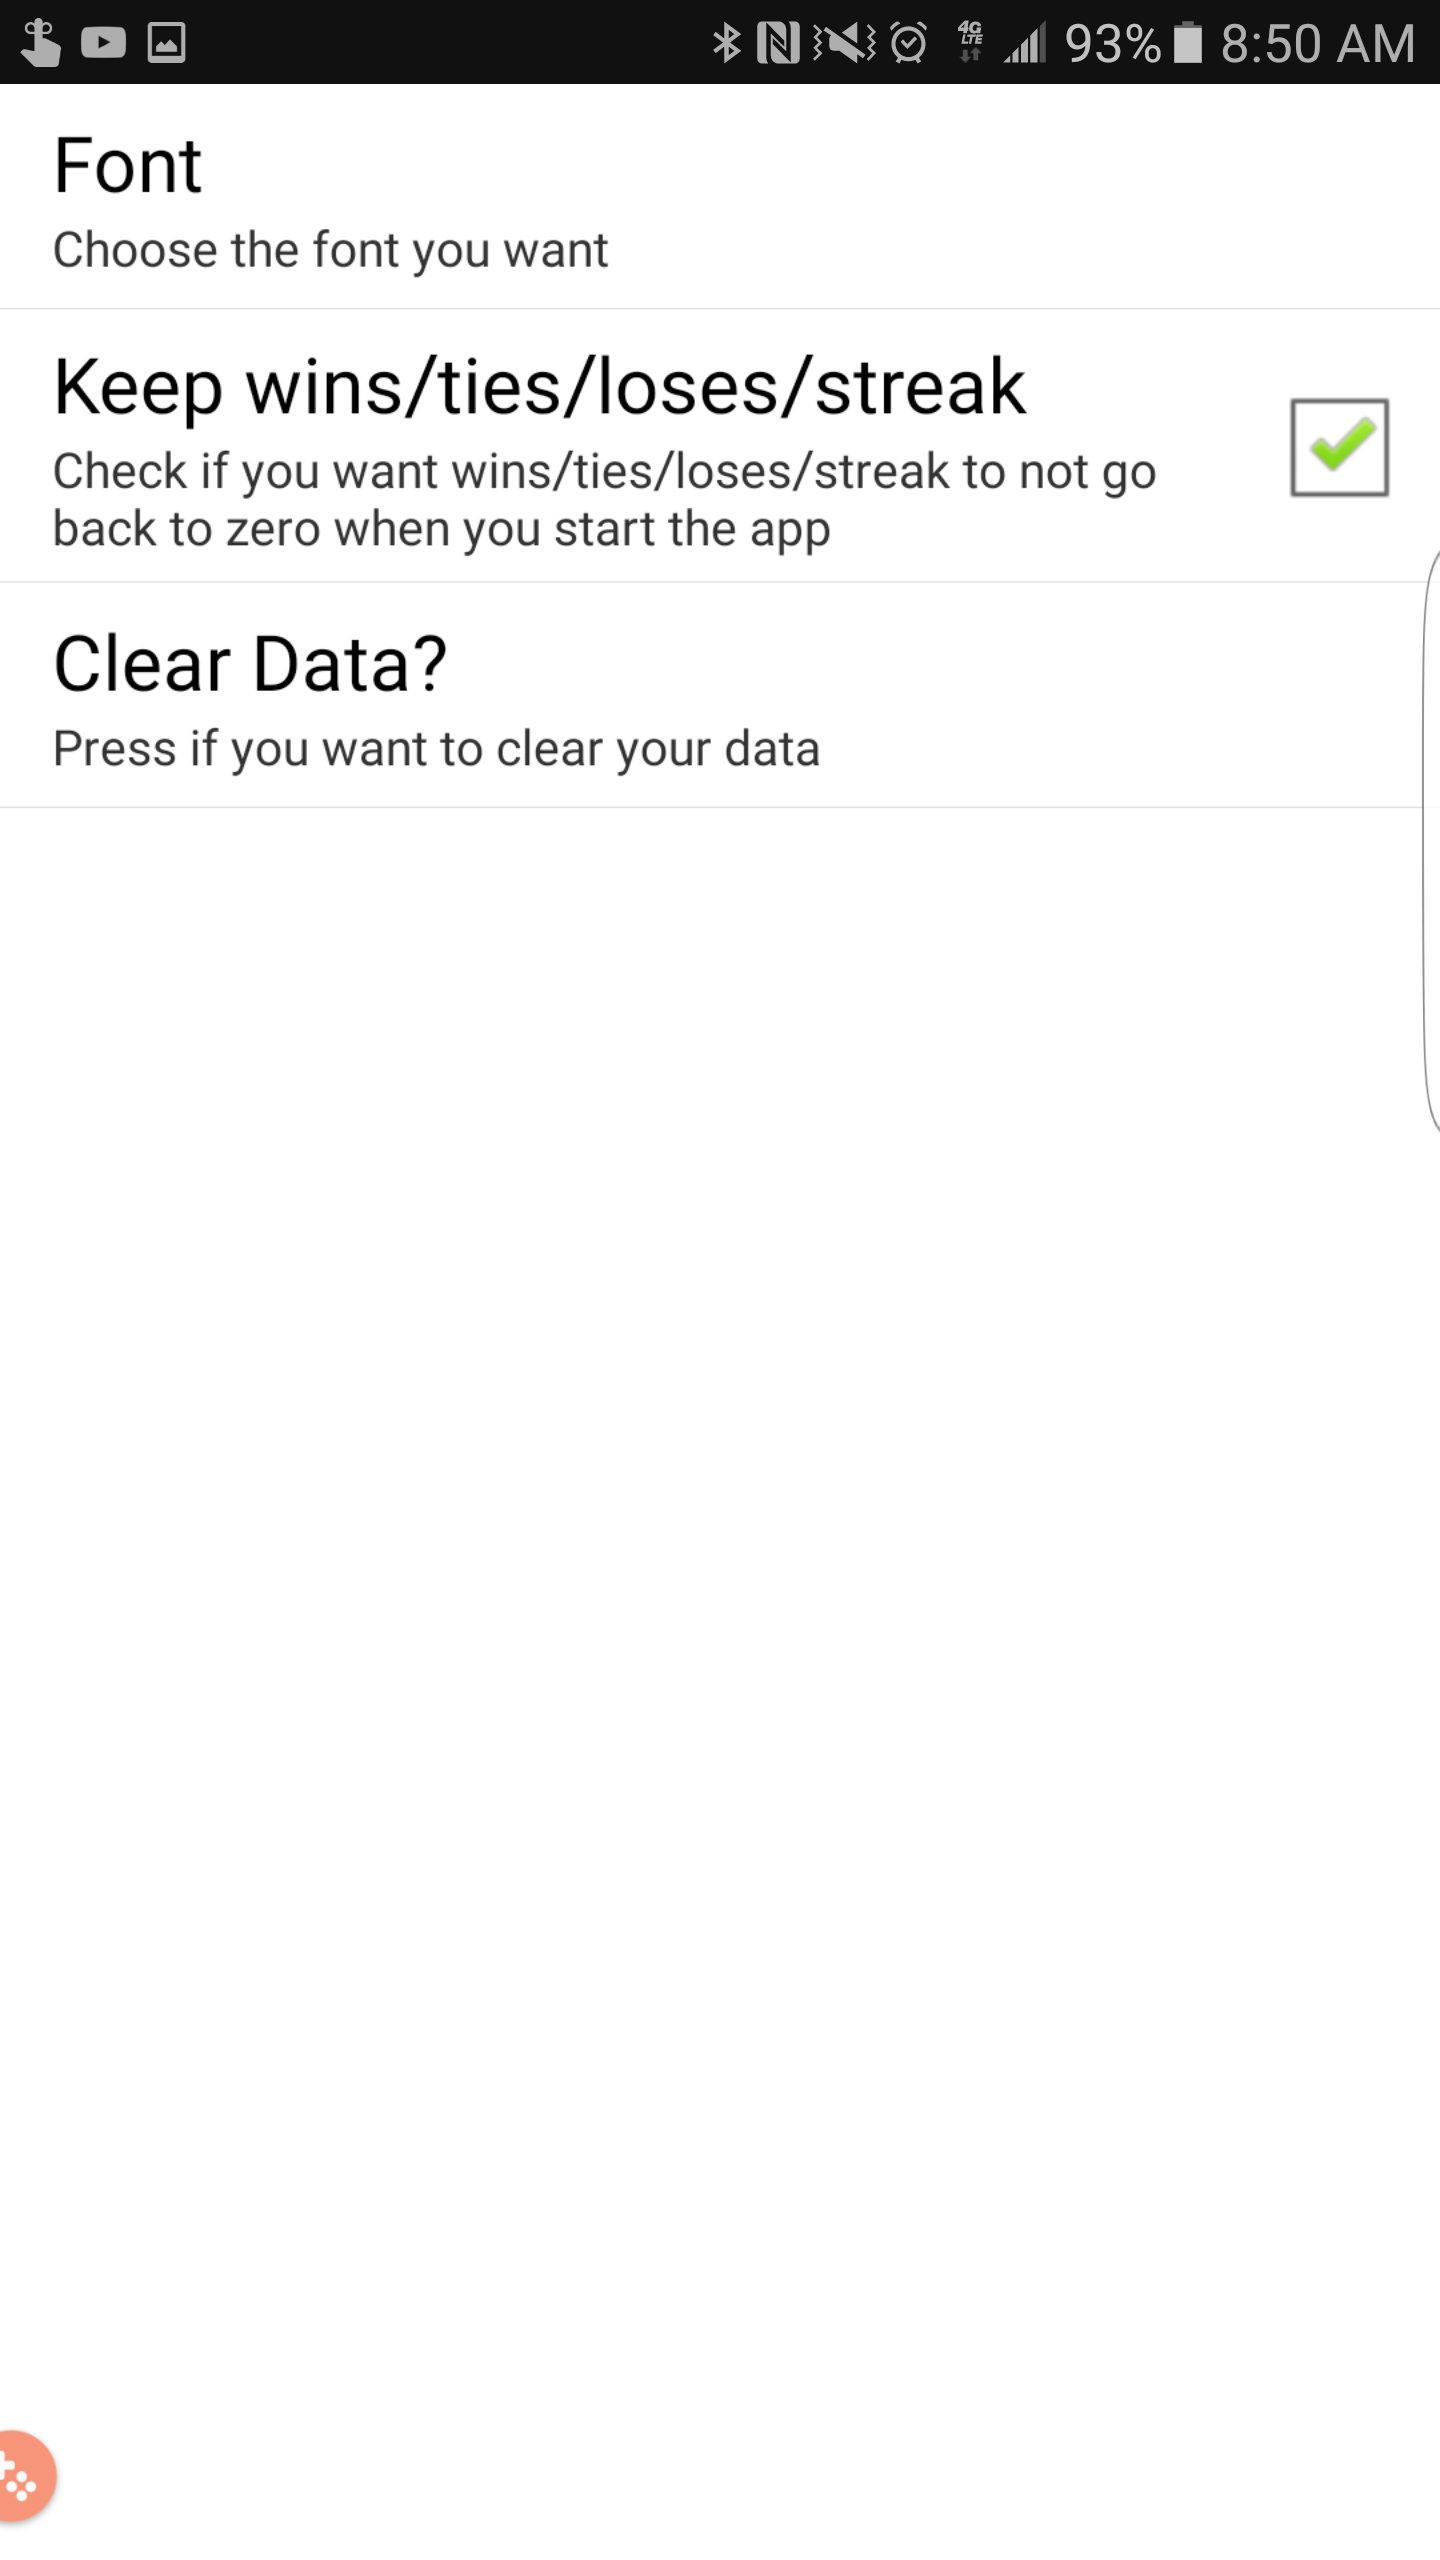 4G
LTE
93% 8:50 AM
Font
Choose the font you want
Keep wins/ties/loses/streak
Check if you want wins/ties/loses/streak to not go
back to zero when you start the app
Clear Data?
Press if you want to clear your data